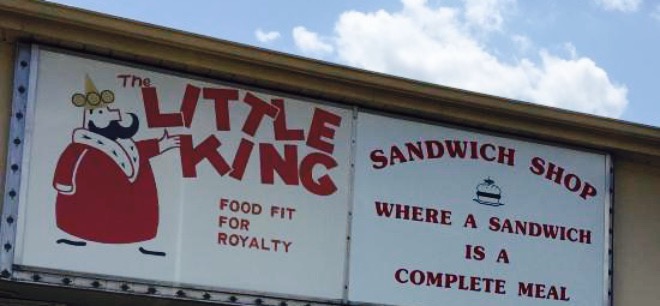 The
LITTLE
KING
FOOD FIT
FOR
ROYALTY
SANDWICH SHOP
WHERE A SANDWICH
IS A
COMPLETE MEAL